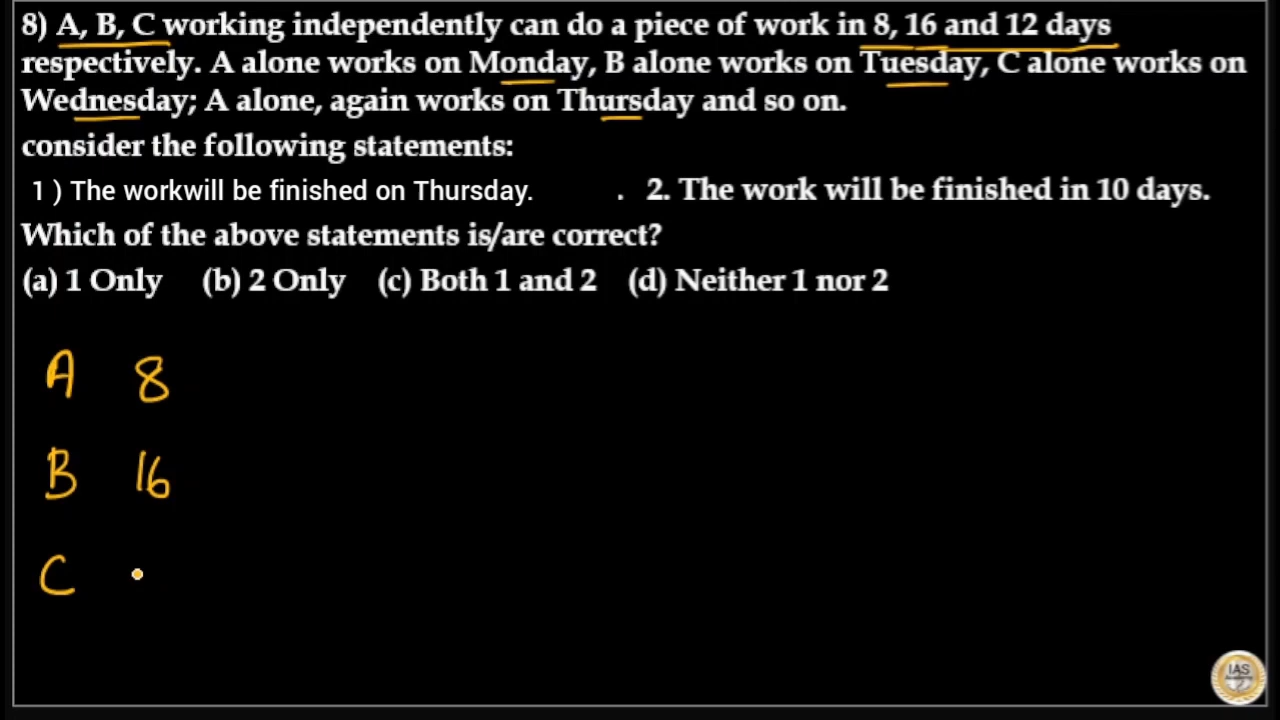 8) A, B, C working independently can do a piece of work in 8, 16 and 12 days
respectively. A alone works on Monday, B alone works on Tuesday, C alone works on
Wednesday; A alone, again works on Thursday and so on.
consider the following statements:
1 ) The workwill be finished on Thursday. . 2. The work will be finished in 10 days.
Which of the above statements is/are correct?
(a) 1 Only (b) 2 Only (c) Both 1 and 2 (d) Neither 1 nor 2
A 8
B 16
C
IAS